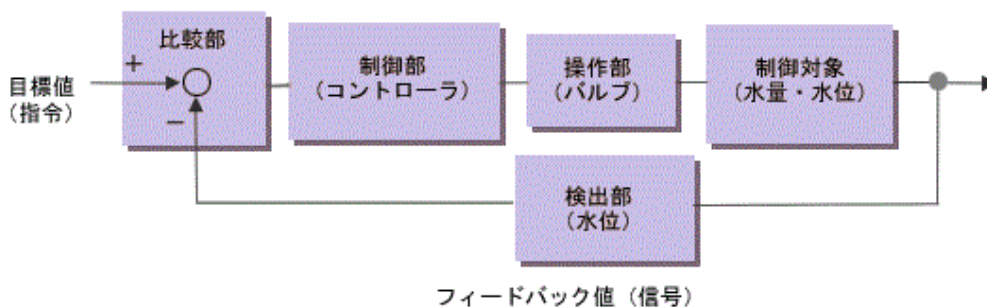 比較部
+
目標値
(指令)
−
制御部
(コントローラ)
操作部
(バルブ)
制御対象
(水量・水位)
検出部
(水位)
フィードバック値(信号)